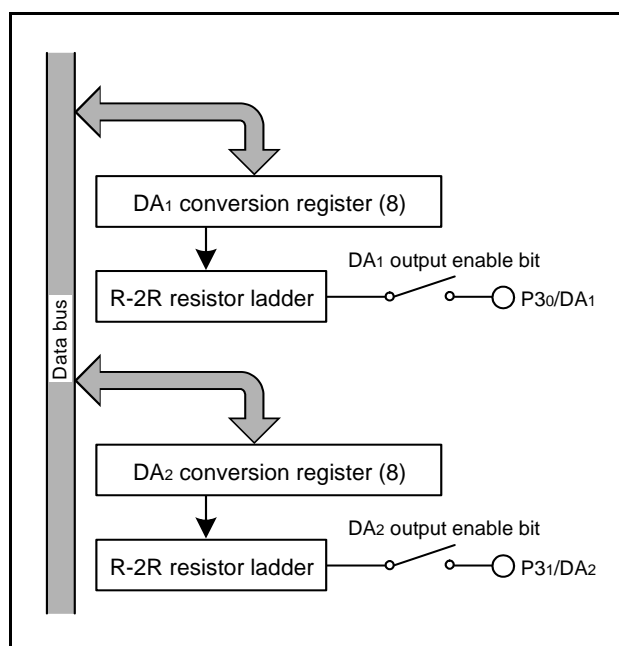 DA1 conversion register (8)
DA1 output enable bit
R-2R resistor ladder
P30/DA1
Data bus
DA2 conversion register (8)
DA2 output enable bit
R-2R resistor ladder
P31/DA2